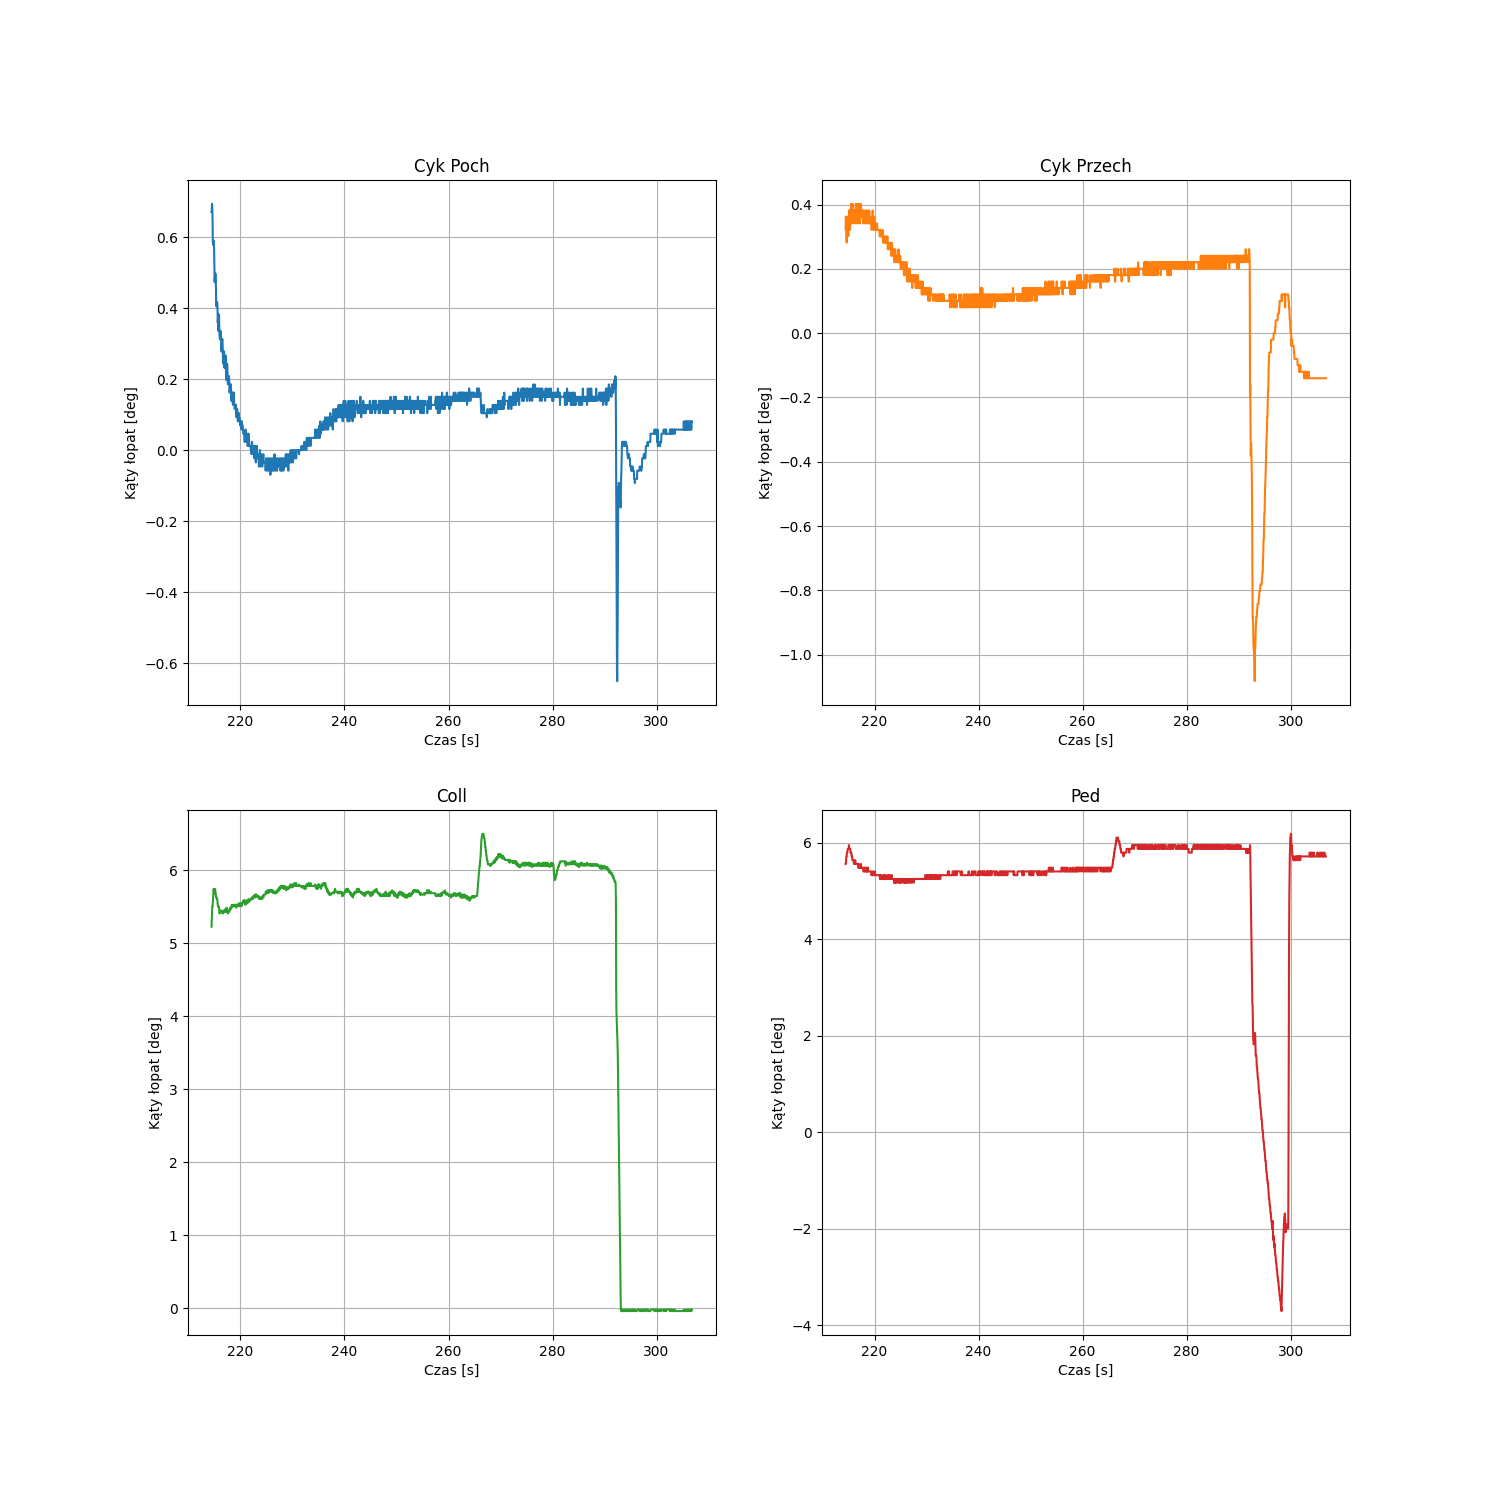 Cyk Poch
Kąty łopat [deg]
0.6
0.4
0.2
0.0
−0.2
−0.4
−0.6
220 240 260 280 300
Czas [s]
Cyk Przech
Kąty łopat [deg]
0.4
0.2
0.0
−0.2
−0.4
−0.6
−0.8
−1.0
220 240 260 280 300
Czas [s]
Coll
Kąty łopat [deg]
6
5
4
3
2
1
0
220 240 260 280 300
Czas [s]
Ped
Kąty łopat [deg]
6
4
2
0
−2
−4
220 240 260 280 300
Czas [s]